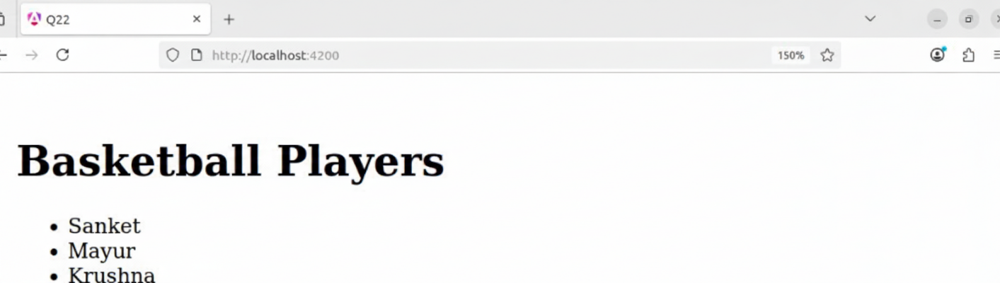 Q22
http://localhost:4200
150%
Basketball Players
Sanket
Mayur
Krushna